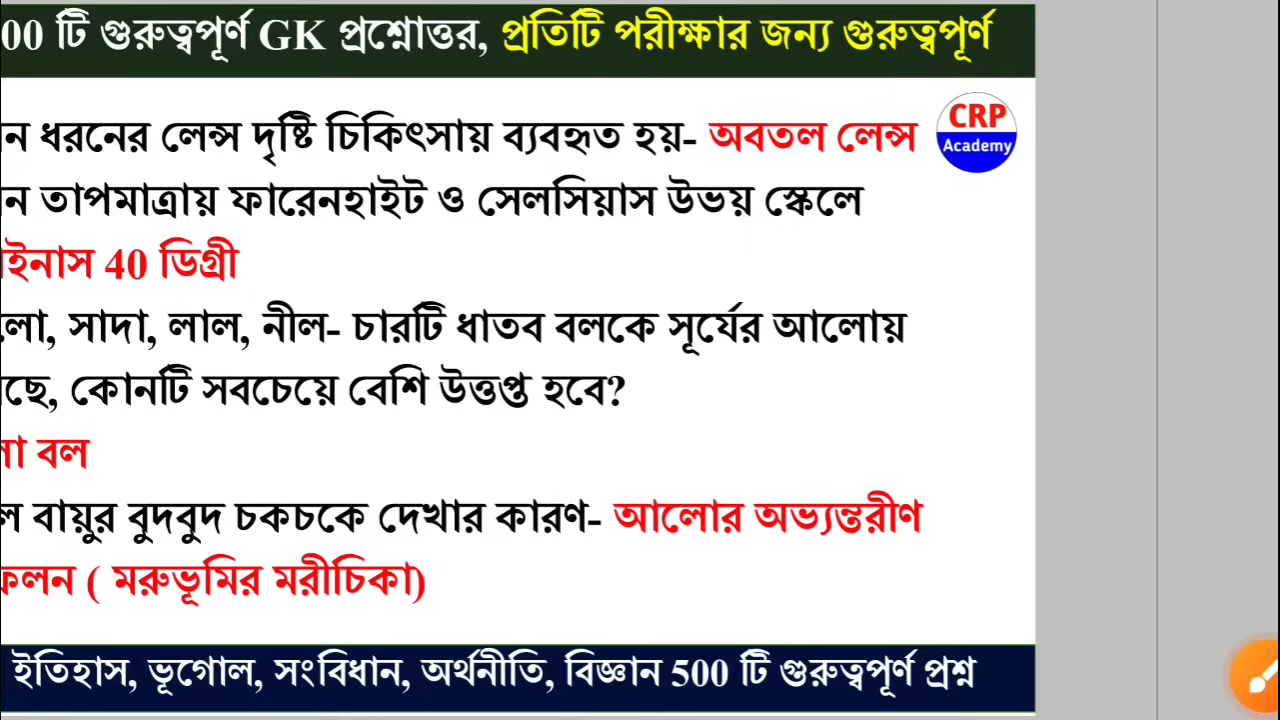 00 টি গুরুত্বপূর্ণ GK প্রশ্নোত্তর, প্রতিটি পরীক্ষার জন্য গুরুত্বপূর্ণ
ন ধরনের লেন্স দৃষ্টি চিকিৎসায় ব্যবহৃত হয়- অবতল লেন্স
CRP
Academy
ন তাপমাত্রায় ফারেনহাইট ও সেলসিয়াস উভয় স্কেলে
ইনাস 40 ডিগ্রী
লো, সাদা, লাল, নীল- চারটি ধাতব বলকে সূর্যের আলোয়
ছে, কোনটি সবচেয়ে বেশি উত্তপ্ত হবে?
লো বল
ল বায়ুর বুদবুদ চকচকে দেখার কারণ- আলোর অভ্যন্তরীণ
ফলন ( মরুভূমির মরীচিকা)
ইতিহাস, ভূগোল, সংবিধান, অর্থনীতি, বিজ্ঞান 500 টি গুরুত্বপূর্ণ প্রশ্ন